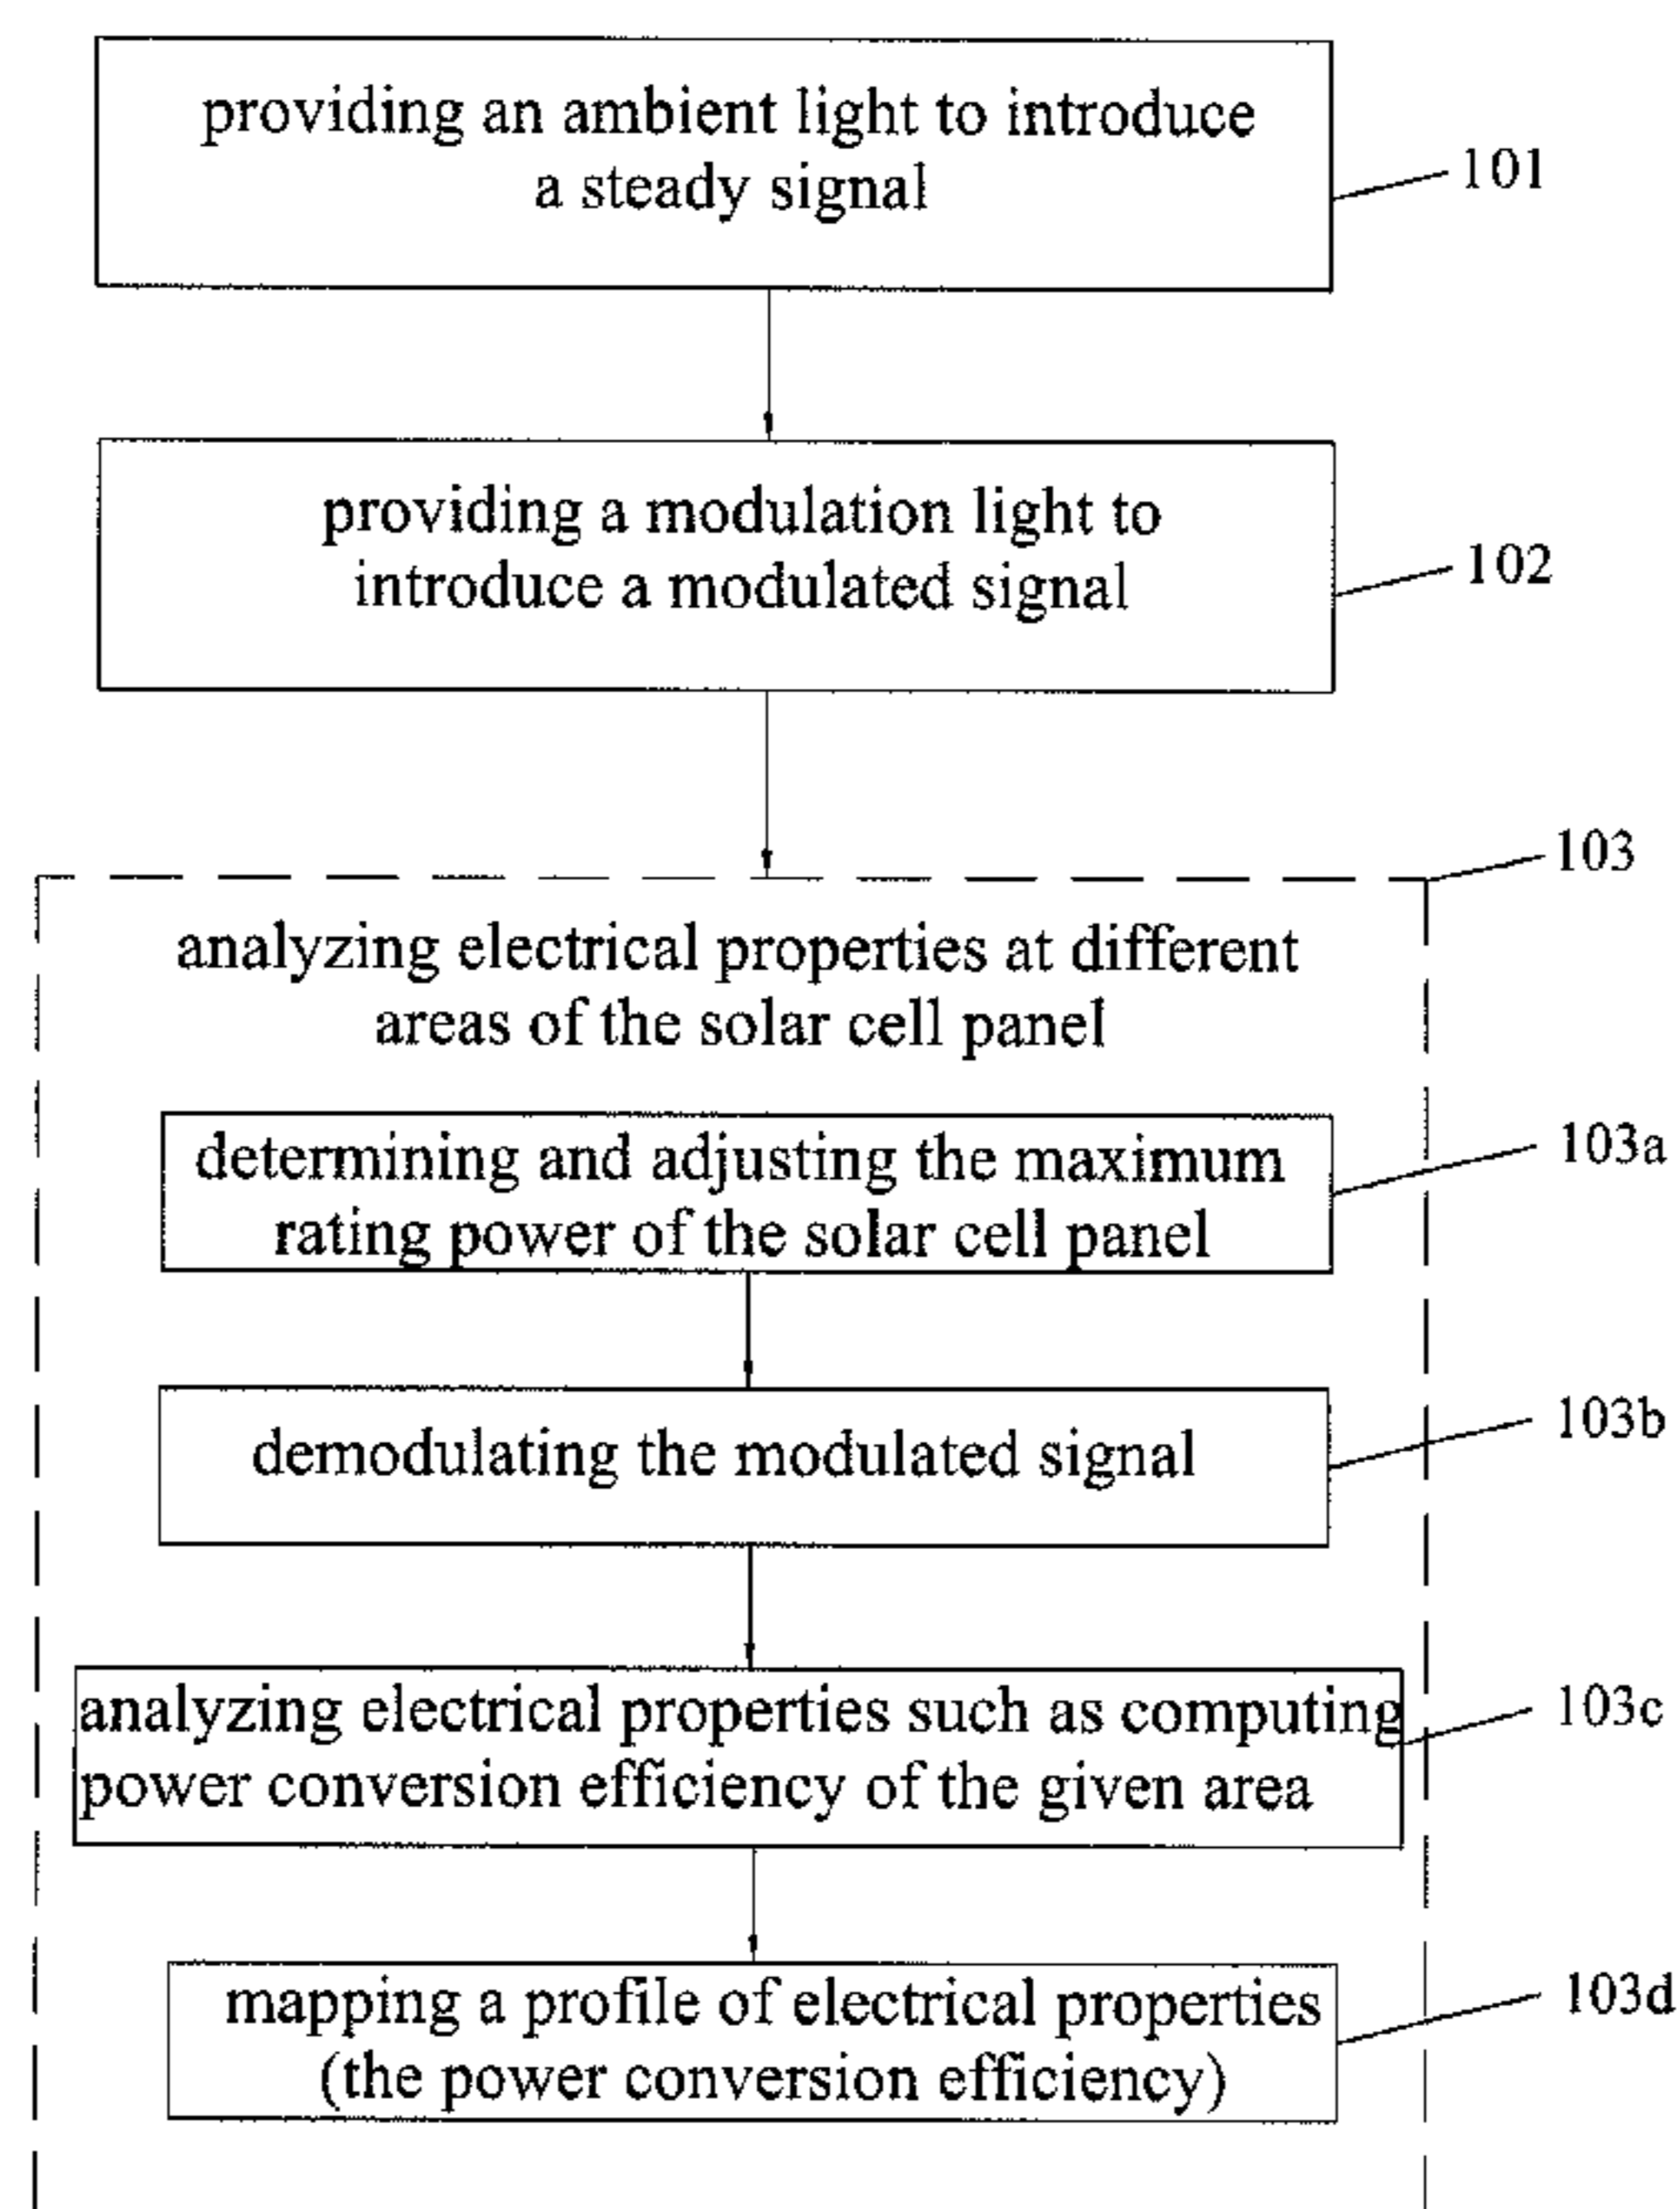 providing an ambient light to introduce
a steady signal
101
providing a modulation light to
introduce a modulated signal
102
103
analyzing electrical properties at different
areas of the solar cell panel
determining and adjusting the maximum
rating power of the solar cell panel
103a
demodulating the modulated signal
103b
analyzing electrical properties such as computing
power conversion efficiency of the given area
103c
mapping a profile of electrical properties
(the power conversion efficiency)
103d